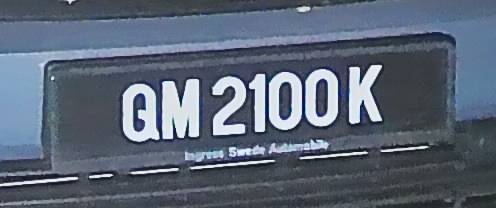 QM 2100 K
Ingress Swede Automobile